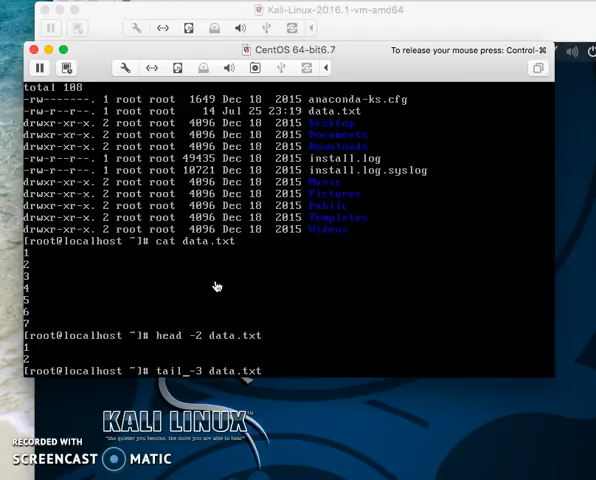 Kali-Linux-2016.1-vm-amd64
CentOS 64-bit6.7
To release your mouse press: Control-⌘
total 108
-rw-------. 1 root root 1649 Dec 18 2015 anaconda-ks.cfg
-rw-r--r--. 1 root root 14 Jul 25 23:19 data.txt
drwxr-xr-x. 2 root root 4096 Dec 18 2015 Desktop
drwxr-xr-x. 2 root root 4096 Dec 18 2015 Documents
drwxr-xr-x. 2 root root 4096 Dec 18 2015 Downloads
-rw-r--r--. 1 root root 49435 Dec 18 2015 install.log
-rw-r--r--. 1 root root 10721 Dec 18 2015 install.log.syslog
drwxr-xr-x. 2 root root 4096 Dec 18 2015 Music
drwxr-xr-x. 2 root root 4096 Dec 18 2015 Pictures
drwxr-xr-x. 2 root root 4096 Dec 18 2015 Public
drwxr-xr-x. 2 root root 4096 Dec 18 2015 Templates
drwxr-xr-x. 2 root root 4096 Dec 18 2015 Videos
[root@localhost ~]# cat data.txt
1
2
3
4
5
6
7
[root@localhost ~]# head -2 data.txt
1
2
[root@localhost ~]# tail_-3 data.txt
KALI LINUX™
"the quieter you become, the more you are able to hear"
RECORDED WITH
SCREENCAST MATIC